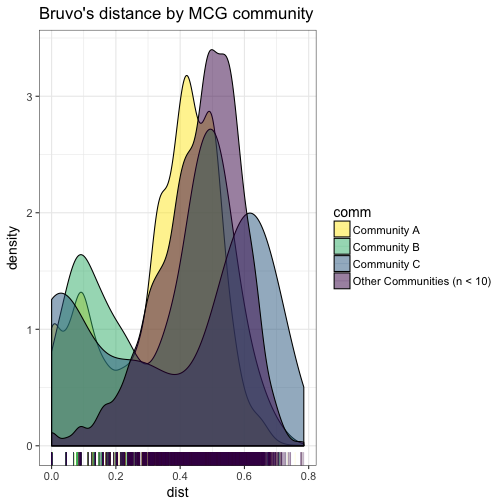 Bruvo's distance by MCG community
density
3
2
1
0
0.0
0.2
0.4
0.6
0.8
dist
comm
Community A
Community B
Community C
Other Communities (n < 10)